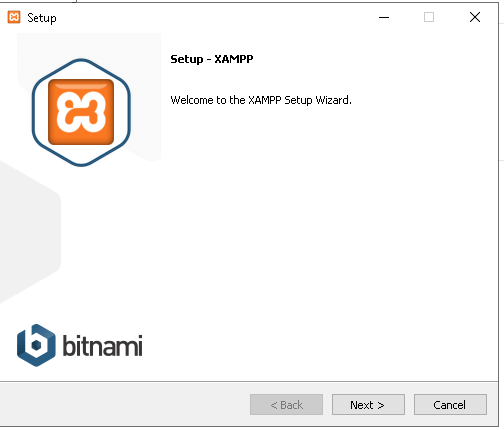 Setup
Setup - XAMPP
Welcome to the XAMPP Setup Wizard.
bitnami
< Back
Next >
Cancel